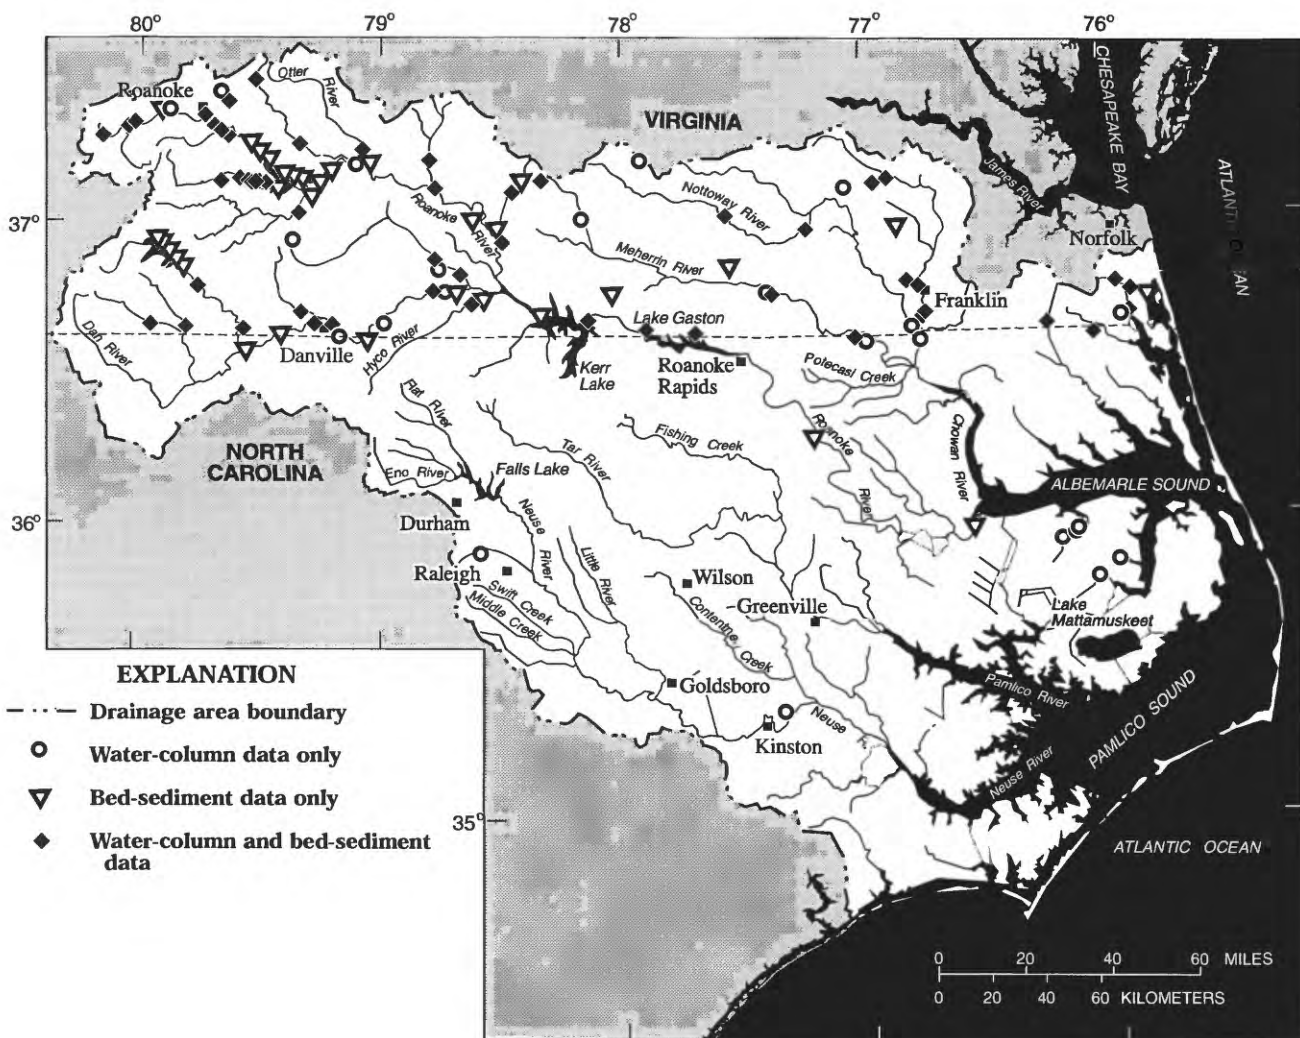 80°
79°
78°
77°
76°
Otter
River
Roanoke
VIRGINIA
CHESAPEAKE BAY
James River
ATLANTIC OCEAN
Nottoway River
Roanoke
River
37°
Norfolk
Meherrin River
Franklin
Lake Gaston
Danville
Dan River
Hyco River
Kerr
Lake
Roanoke
Rapids
Potecasi Creek
Flat River
Roanoke
River
Chowan River
Fishing Creek
Tar River
NORTH
CAROLINA
Eno River
Falls Lake
ALBEMARLE SOUND
36°
Durham
Neuse
River
Little River
Raleigh
Wilson
Swift Creek
Middle Creek
Greenville
Contentnea
Creek
Lake
Mattamuskeet
Goldsboro
Pamlico River
PAMLICO SOUND
Neuse
Kinston
Neuse River
35°
ATLANTIC OCEAN
EXPLANATION
Drainage area boundary
Water-column data only
Bed-sediment data only
Water-column and bed-sediment
data
0 20 40 60 MILES
0 20 40 60 KILOMETERS